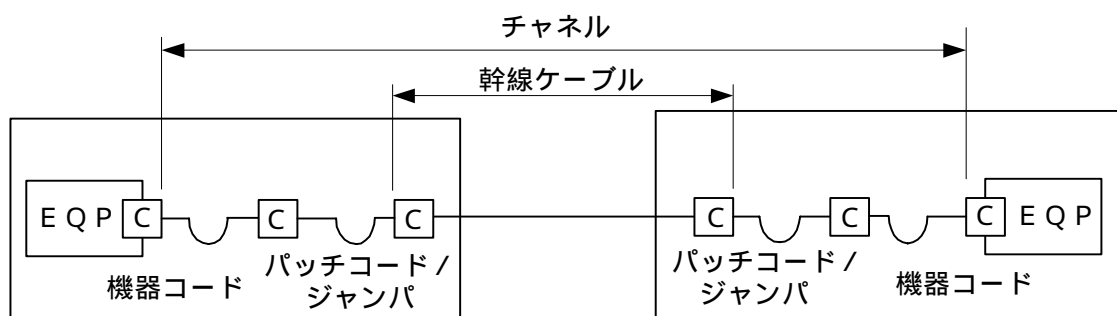 チャネル
幹線ケーブル
EQP C C C C C C EQP
機器コード
パッチコード/
ジャンパ
パッチコード/
ジャンパ
機器コード